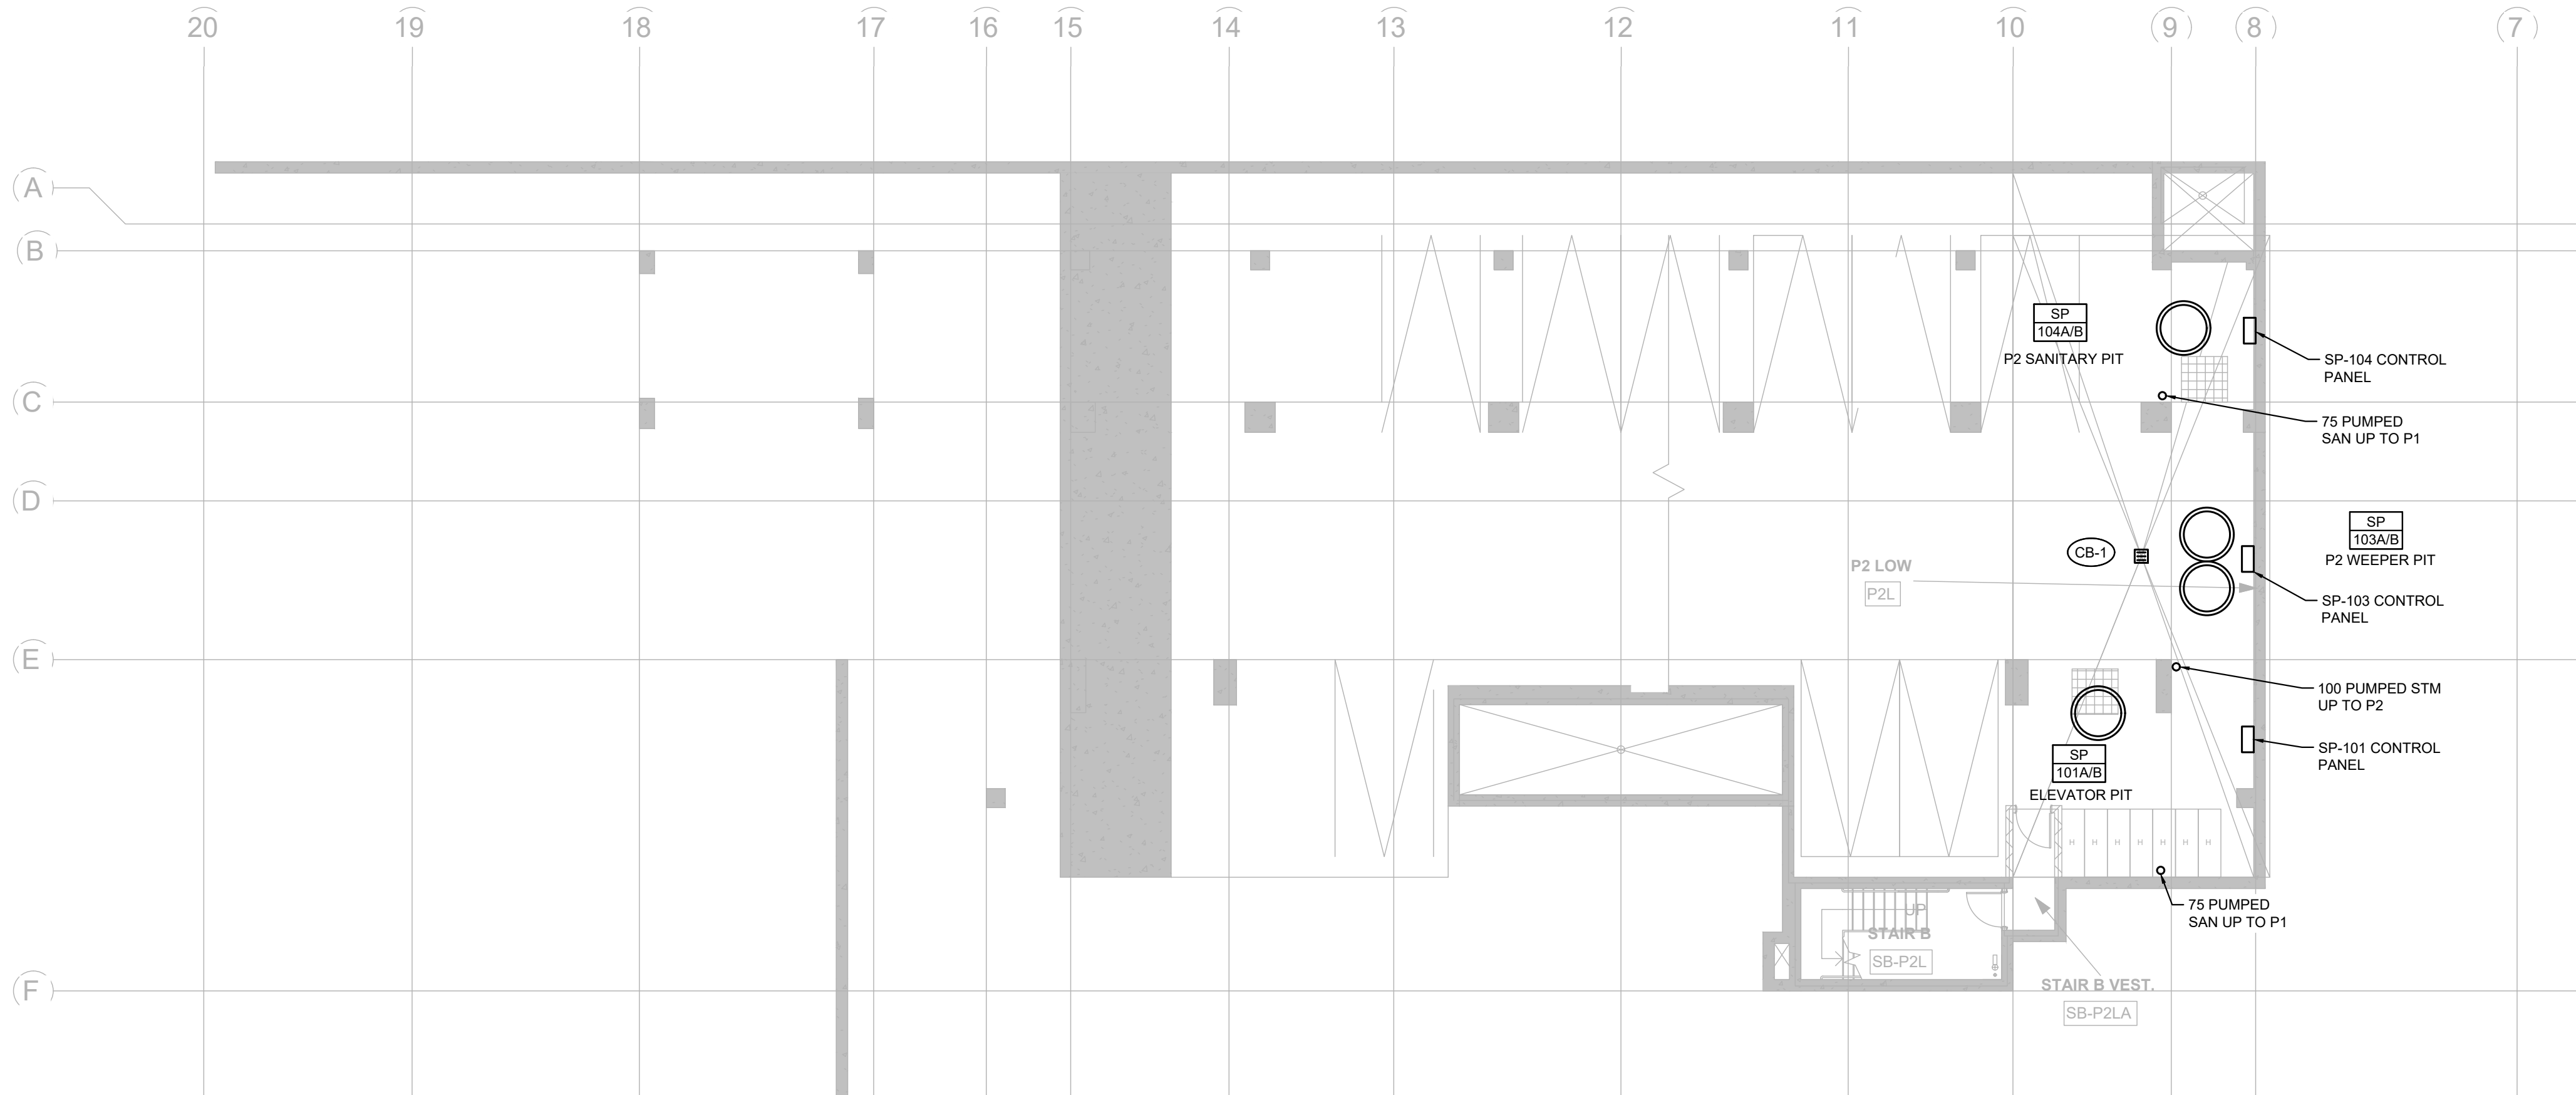 20
19
18
17
16
15
14
13
12
11
10
9
8
7
A
B
C
D
E
F
SP
104A/B
P2 SANITARY PIT
SP-104 CONTROL
PANEL
75 PUMPED
SAN UP TO P1
SP
103A/B
P2 WEEPER PIT
CB-1
P2 LOW
P2L
SP-103 CONTROL
PANEL
100 PUMPED STM
UP TO P2
SP-101 CONTROL
PANEL
SP
101A/B
ELEVATOR PIT
H H H H H H H
75 PUMPED
SAN UP TO P1
UP
STAIR B
SB-P2L
STAIR B VEST.
SB-P2LA